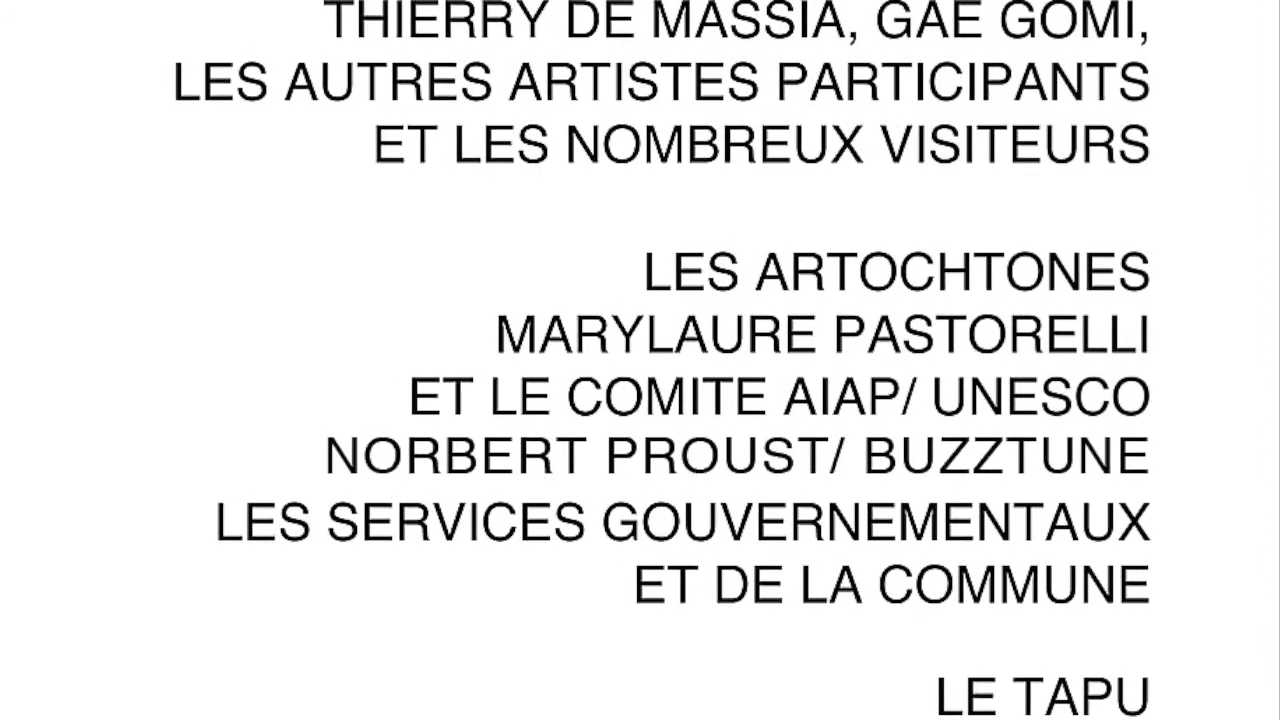 THIERRY DE MASSIA, GAE GOMI,
LES AUTRES ARTISTES PARTICIPANTS
ET LES NOMBREUX VISITEURS
LES ARTOCHTONES
MARYLAURE PASTORELLI
ET LE COMITE AIAP/ UNESCO
NORBERT PROUST/ BUZZTUNE
LES SERVICES GOUVERNEMENTAUX
ET DE LA COMMUNE
LE TAPU